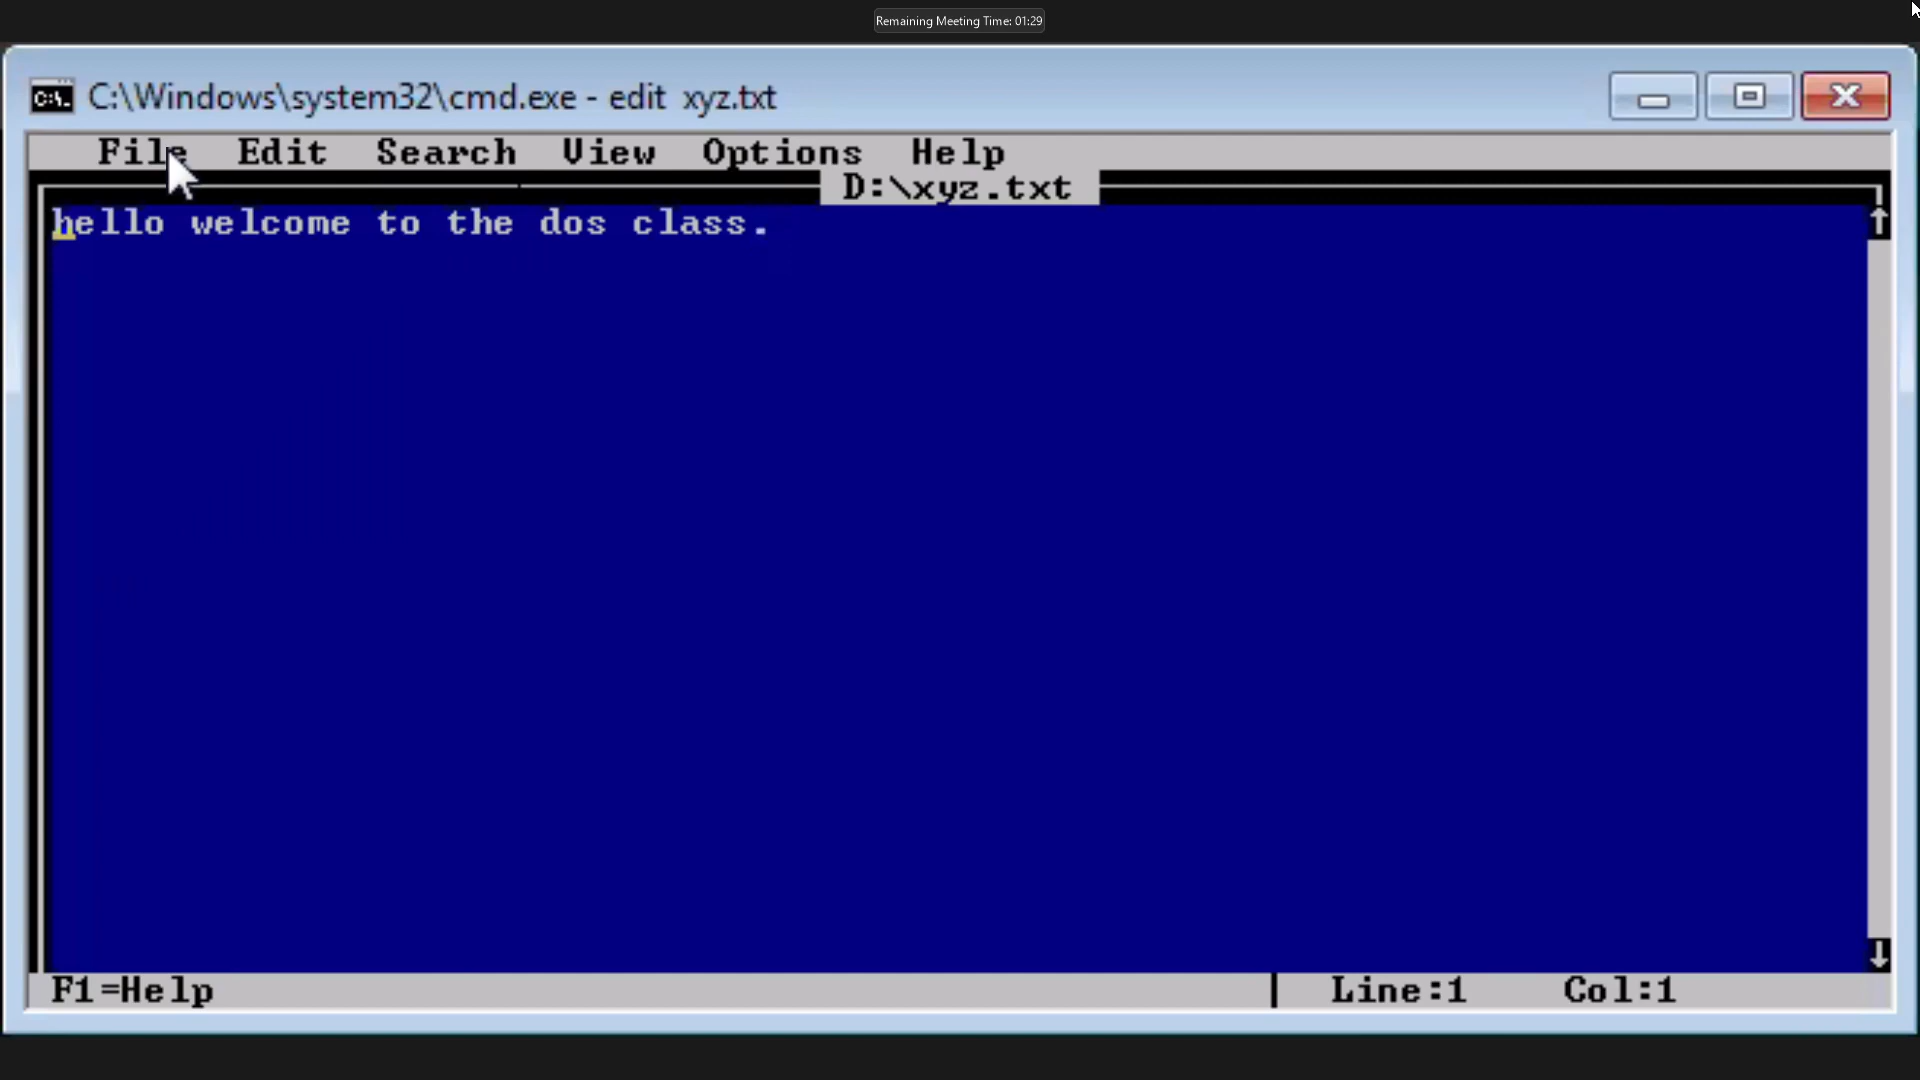 Remaining Meeting Time: 01:29
C:\Windows\system32\cmd.exe - edit  xyz.txt
File Edit Search View Options Help
D:\xyz.txt
hello welcome to the dos class.
F1=Help Line:1 Col:1